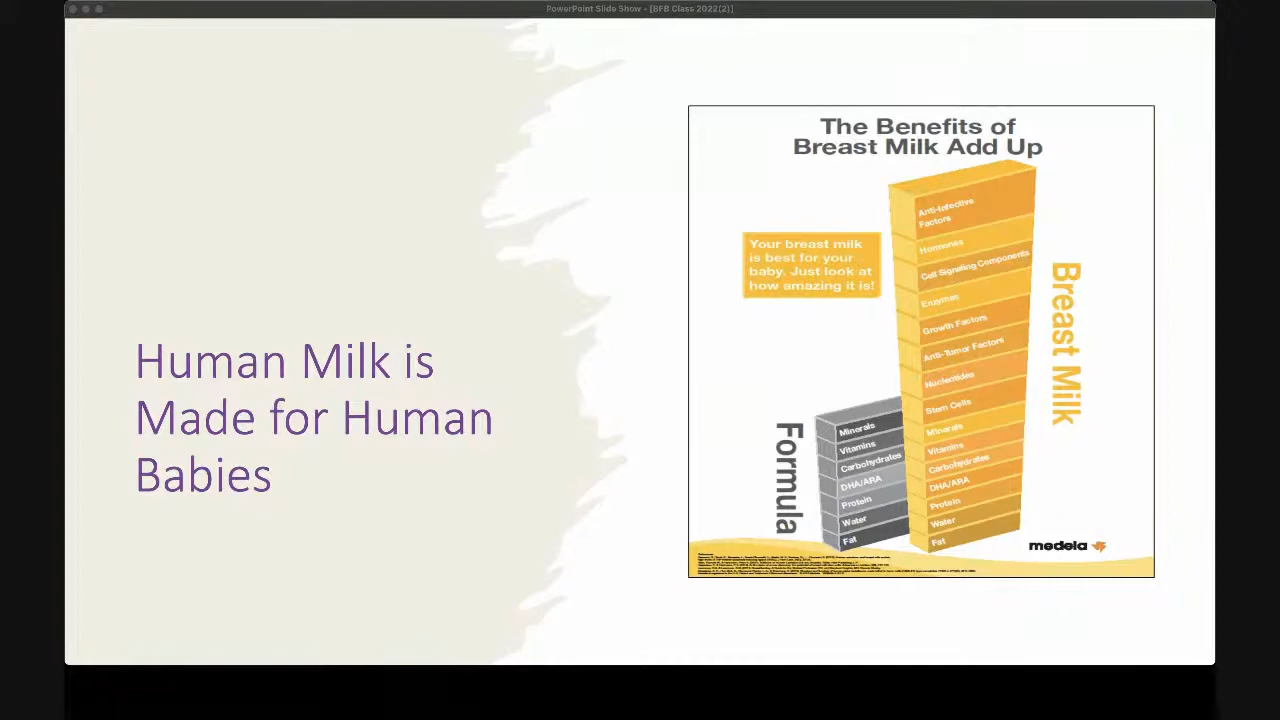 PowerPoint Slide Show - [BFB Class 2022(2)]
Human Milk is
Made for Human
Babies
The Benefits of
Breast Milk Add Up
Your breast milk
is best for your
baby. Just look at
how amazing it is!
Formula
Minerals
Vitamins
Carbohydrates
DHA/ARA
Protein
Water
Fat
Anti-Infective
Factors
Hormones
Cell Signaling Components
Enzymes
Growth Factors
Anti-Tumor Factors
Nucleotides
Stem Cells
Minerals
Vitamins
Carbohydrates
DHA/ARA
Protein
Water
Fat
Breast Milk
medela